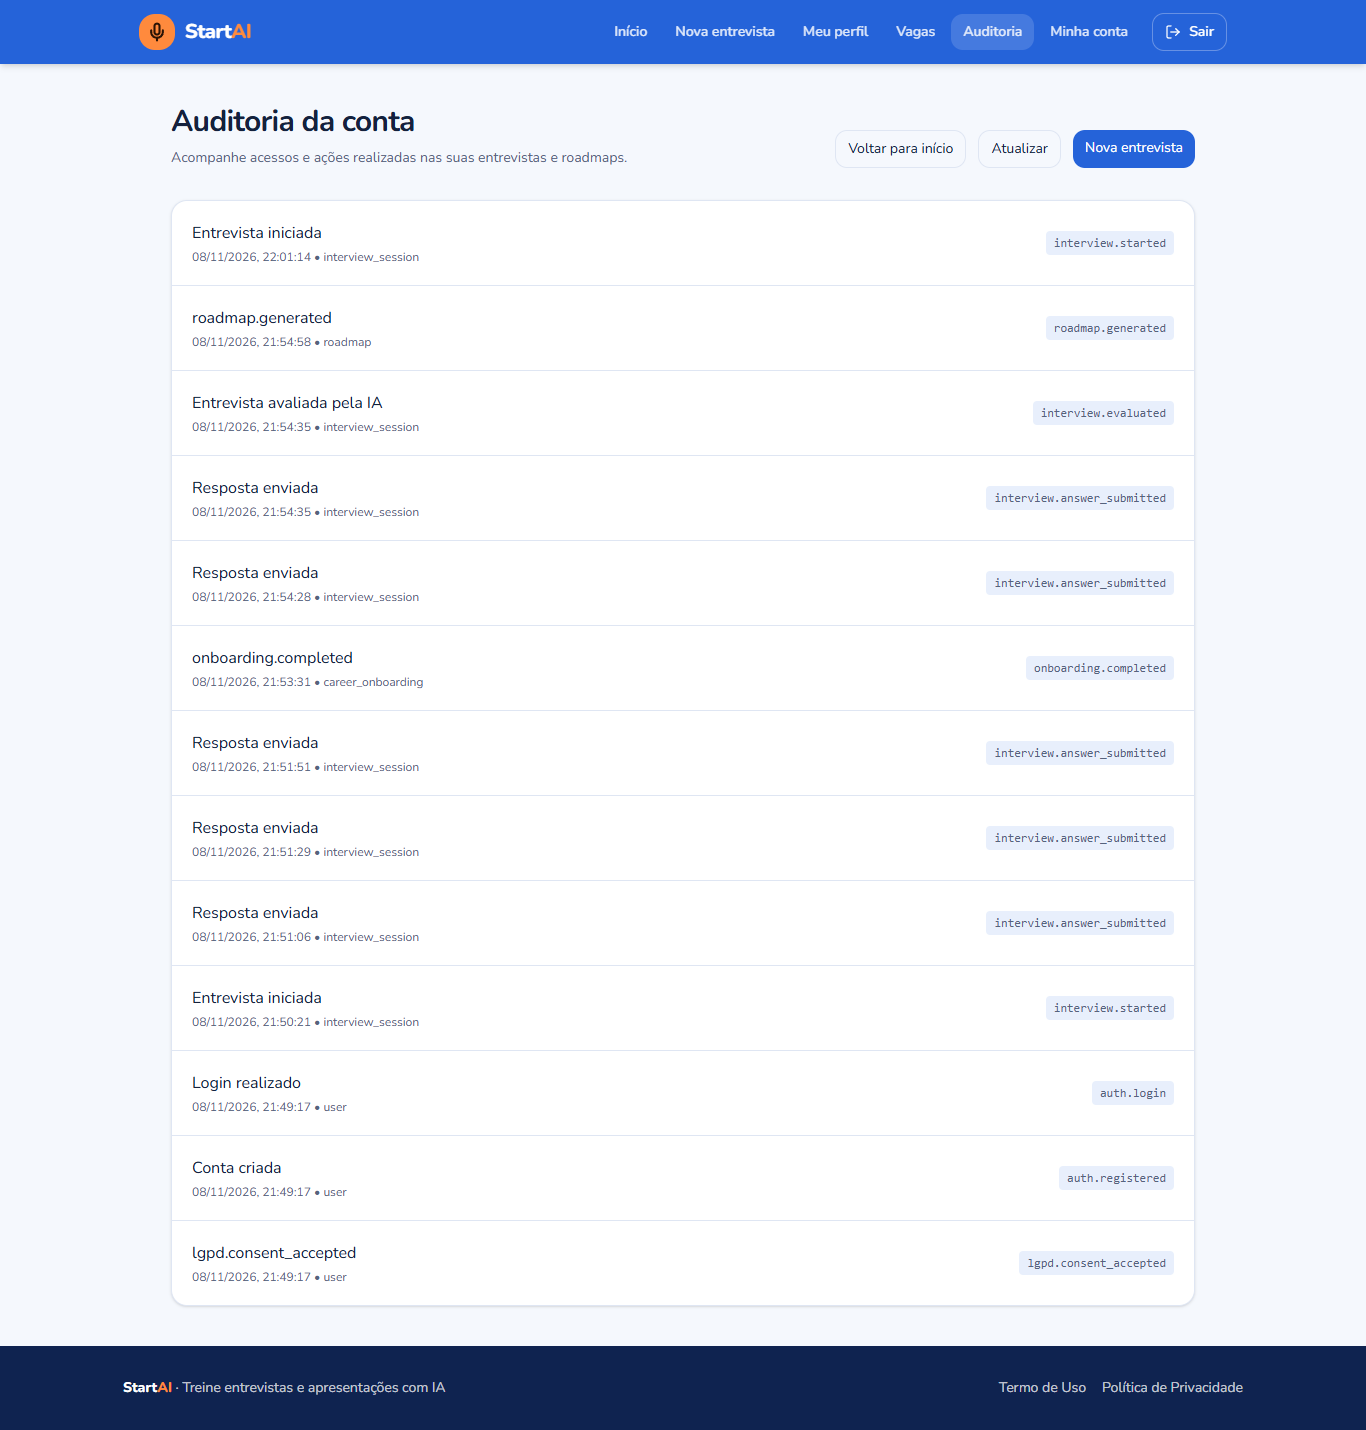 StartAI
Início
Nova entrevista
Meu perfil
Vagas
Auditoria
Minha conta
Sair
Auditoria da conta
Acompanhe acessos e ações realizadas nas suas entrevistas e roadmaps.
Voltar para início
Atualizar
Nova entrevista
Entrevista iniciada
08/11/2026, 22:01:14 • interview_session
interview.started
roadmap.generated
08/11/2026, 21:54:58 • roadmap
roadmap.generated
Entrevista avaliada pela IA
08/11/2026, 21:54:35 • interview_session
interview.evaluated
Resposta enviada
08/11/2026, 21:54:35 • interview_session
interview.answer_submitted
Resposta enviada
08/11/2026, 21:54:28 • interview_session
interview.answer_submitted
onboarding.completed
08/11/2026, 21:53:31 • career_onboarding
onboarding.completed
Resposta enviada
08/11/2026, 21:51:51 • interview_session
interview.answer_submitted
Resposta enviada
08/11/2026, 21:51:29 • interview_session
interview.answer_submitted
Resposta enviada
08/11/2026, 21:51:06 • interview_session
interview.answer_submitted
Entrevista iniciada
08/11/2026, 21:50:21 • interview_session
interview.started
Login realizado
08/11/2026, 21:49:17 • user
auth.login
Conta criada
08/11/2026, 21:49:17 • user
auth.registered
lgpd.consent_accepted
08/11/2026, 21:49:17 • user
lgpd.consent_accepted
StartAI · Treine entrevistas e apresentações com IA
Termo de Uso
Política de Privacidade